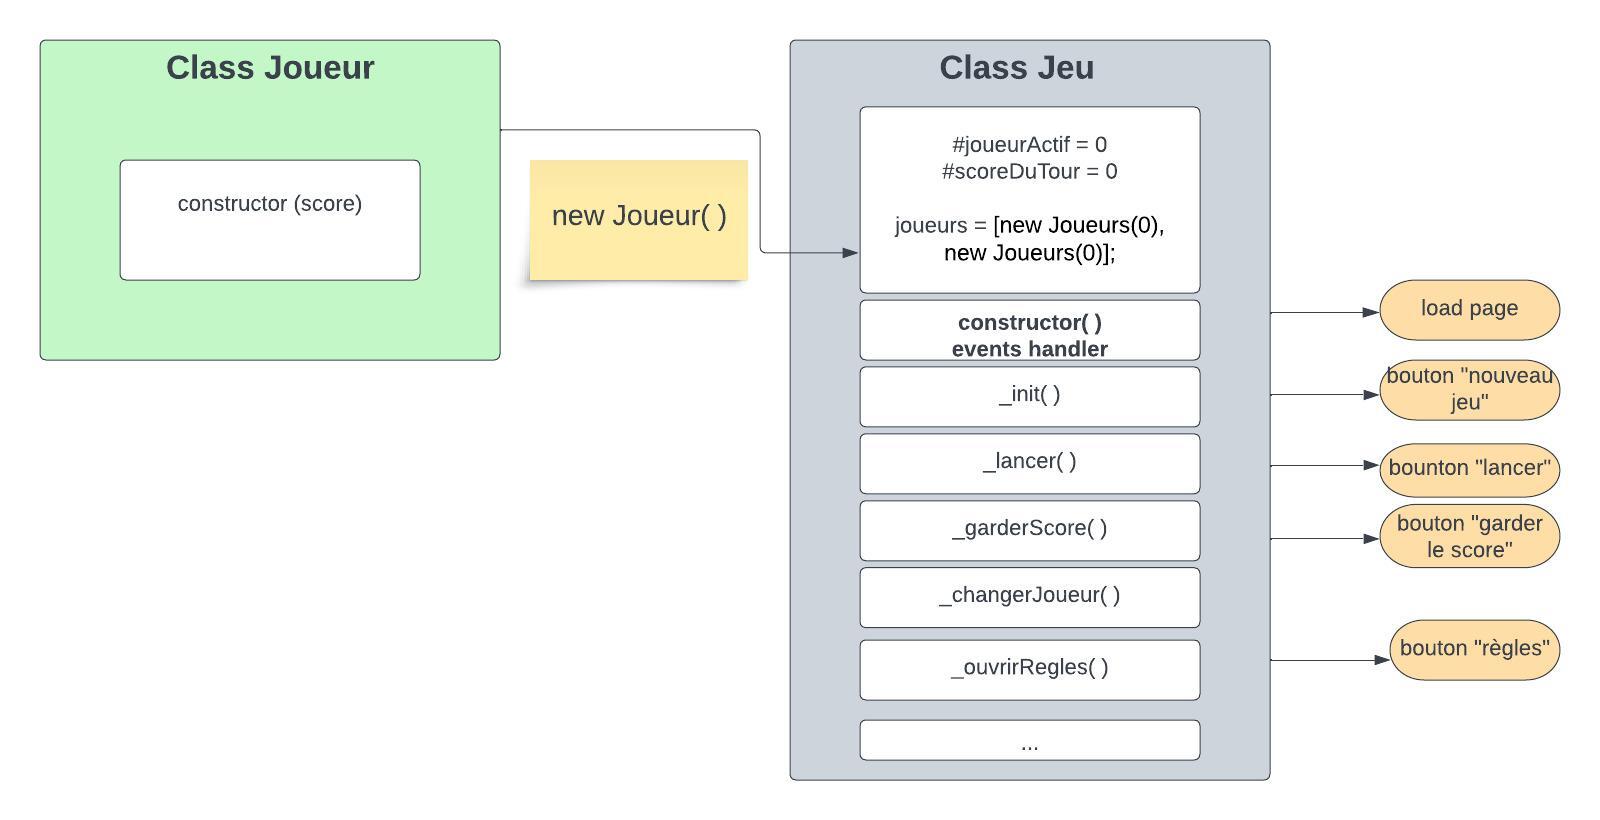 Class Joueur
constructor (score)
new Joueur( )
Class Jeu
#joueurActif = 0
#scoreDuTour = 0
joueurs = [new Joueurs(0),
new Joueurs(0)];
constructor( )
events handler
_init( )
_lancer( )
_garderScore( )
_changerJoueur( )
_ouvrirRegles( )
...
load page
bouton "nouveau
jeu"
bounton "lancer"
bouton "garder
le score"
bouton "règles"